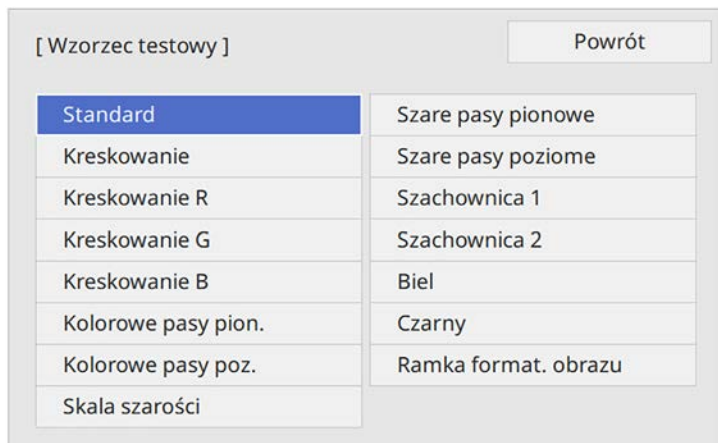 [ Wzorzec testowy ]
Powrót
Standard
Kreskowanie
Kreskowanie R
Kreskowanie G
Kreskowanie B
Kolorowe pasy pion.
Kolorowe pasy poz.
Skala szarości
Szare pasy pionowe
Szare pasy poziome
Szachownica 1
Szachownica 2
Biel
Czarny
Ramka format. obrazu